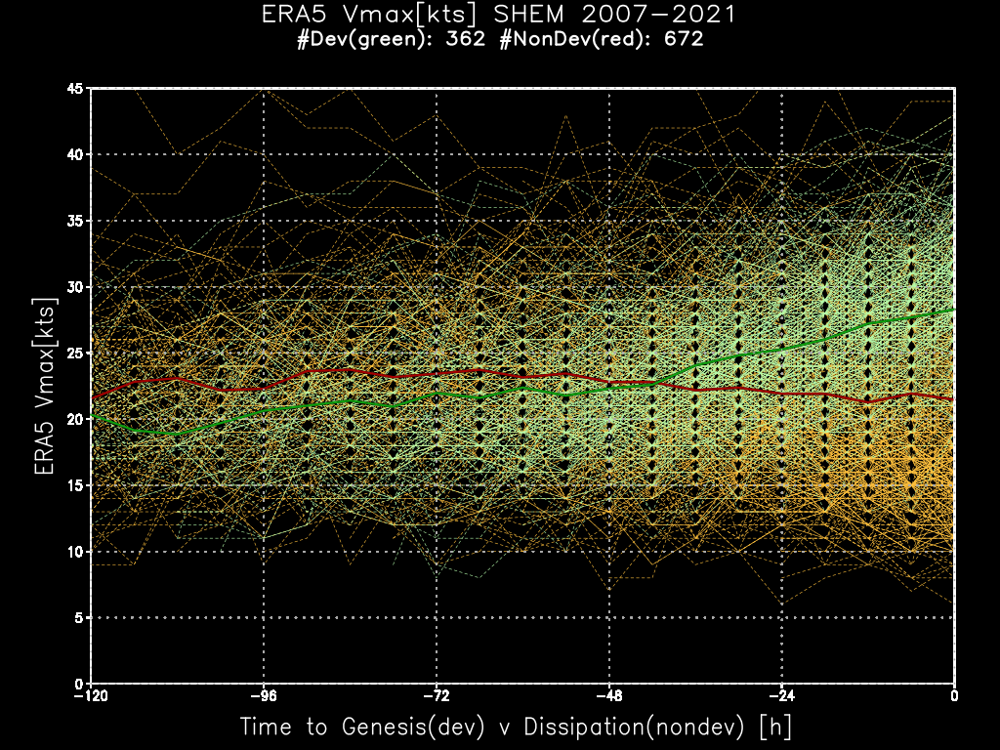 ERA5 Vmax[kts] SHEM 2007-2021
#Dev(green): 362 #NonDev(red): 672
45
40
35
30
25
20
15
10
5
0
ERA5 Vmax[kts]
-120 -96 -72 -48 -24 0
Time to Genesis(dev) v Dissipation(nondev) [h]